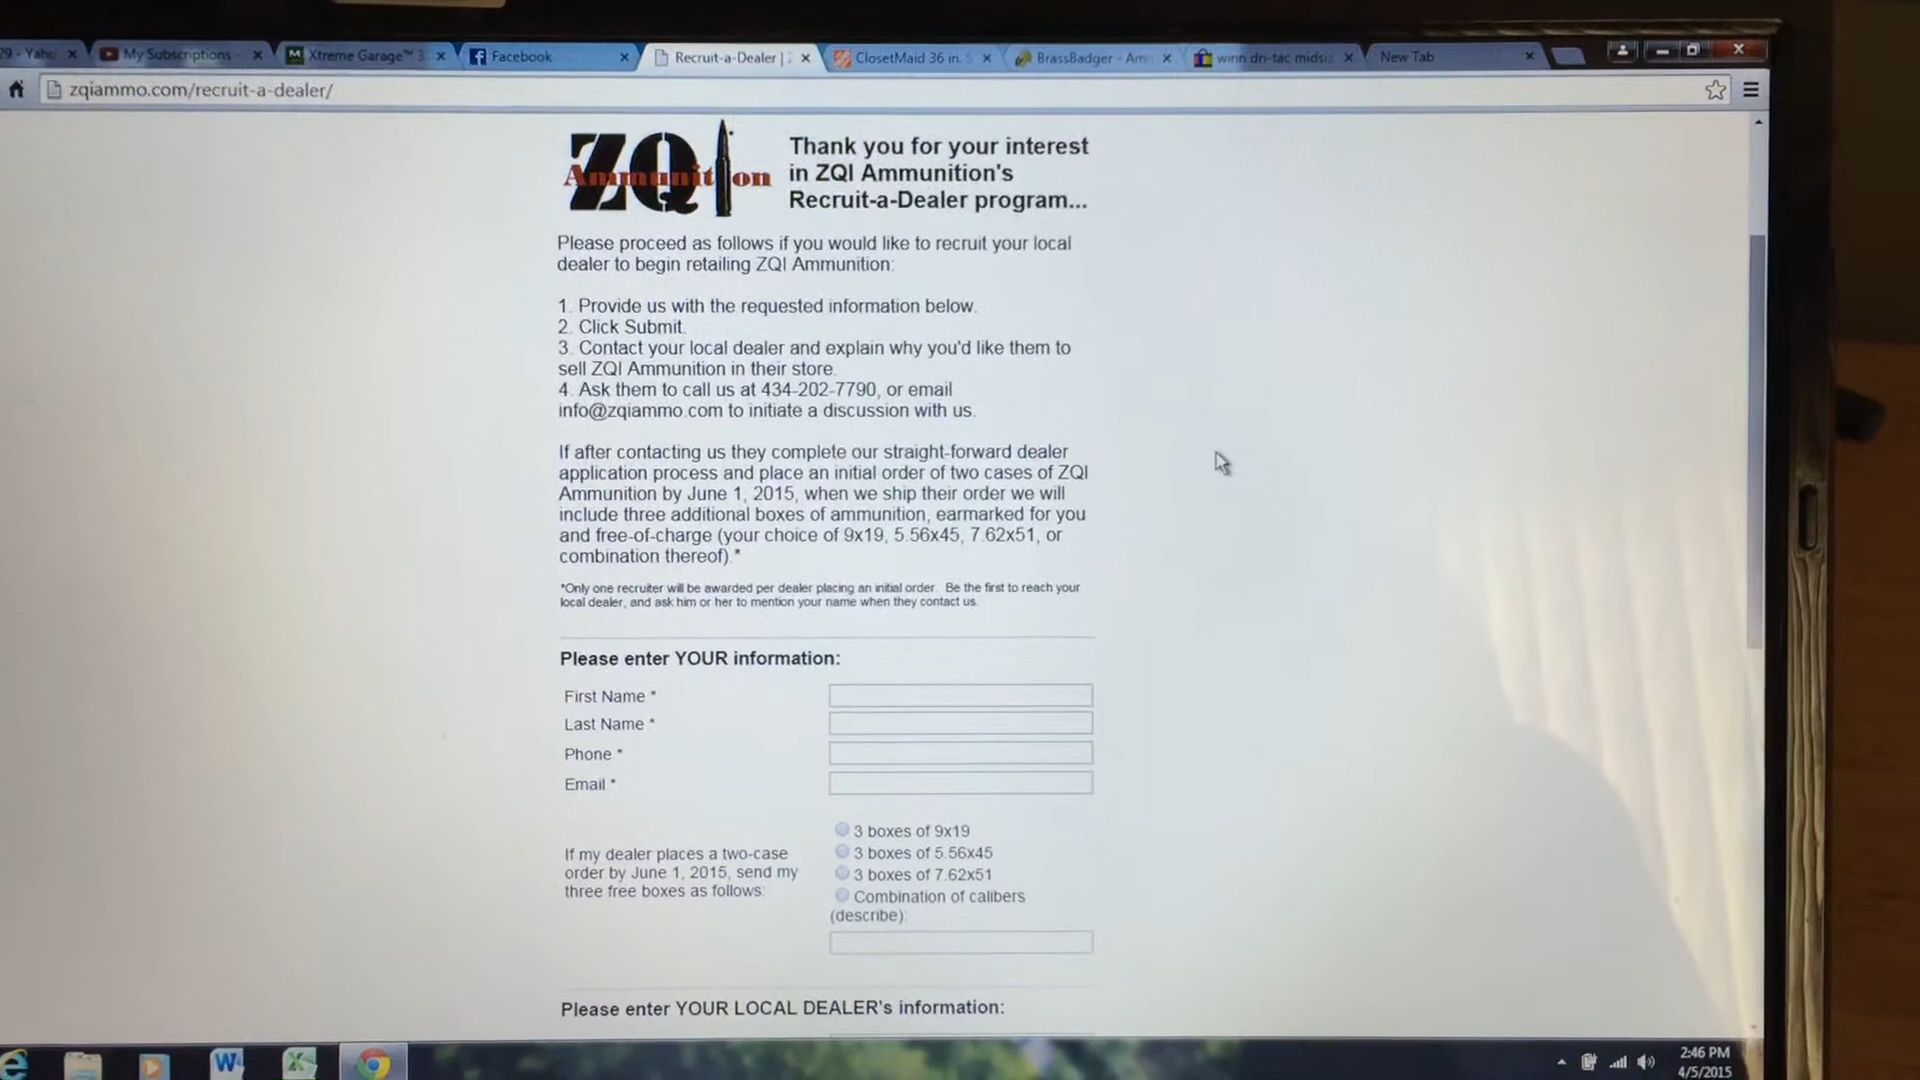 29 - Yaho
My Subscriptions -
Xtreme Garage™ 3
Facebook
Recruit-a-Dealer |
ClosetMaid 36 in. S
BrassBadger - Am
winn dri-tac midsiz
New Tab
zqiammo.com/recruit-a-dealer/
ZQI
Ammunition
Thank you for your interest
in ZQI Ammunition's
Recruit-a-Dealer program...
Please proceed as follows if you would like to recruit your local
dealer to begin retailing ZQI Ammunition:
1. Provide us with the requested information below.
2. Click Submit.
3. Contact your local dealer and explain why you'd like them to
sell ZQI Ammunition in their store.
4. Ask them to call us at 434-202-7790, or email
info@zqiammo.com to initiate a discussion with us.
If after contacting us they complete our straight-forward dealer
application process and place an initial order of two cases of ZQI
Ammunition by June 1, 2015, when we ship their order we will
include three additional boxes of ammunition, earmarked for you
and free-of-charge (your choice of 9x19, 5.56x45, 7.62x51, or
combination thereof).*
*Only one recruiter will be awarded per dealer placing an initial order. Be the first to reach your
local dealer, and ask him or her to mention your name when they contact us.
Please enter YOUR information:
First Name *
Last Name *
Phone *
Email *
If my dealer places a two-case
order by June 1, 2015, send my
three free boxes as follows:
3 boxes of 9x19
3 boxes of 5.56x45
3 boxes of 7.62x51
Combination of calibers
(describe):
Please enter YOUR LOCAL DEALER's information:
2:46 PM
4/5/2015